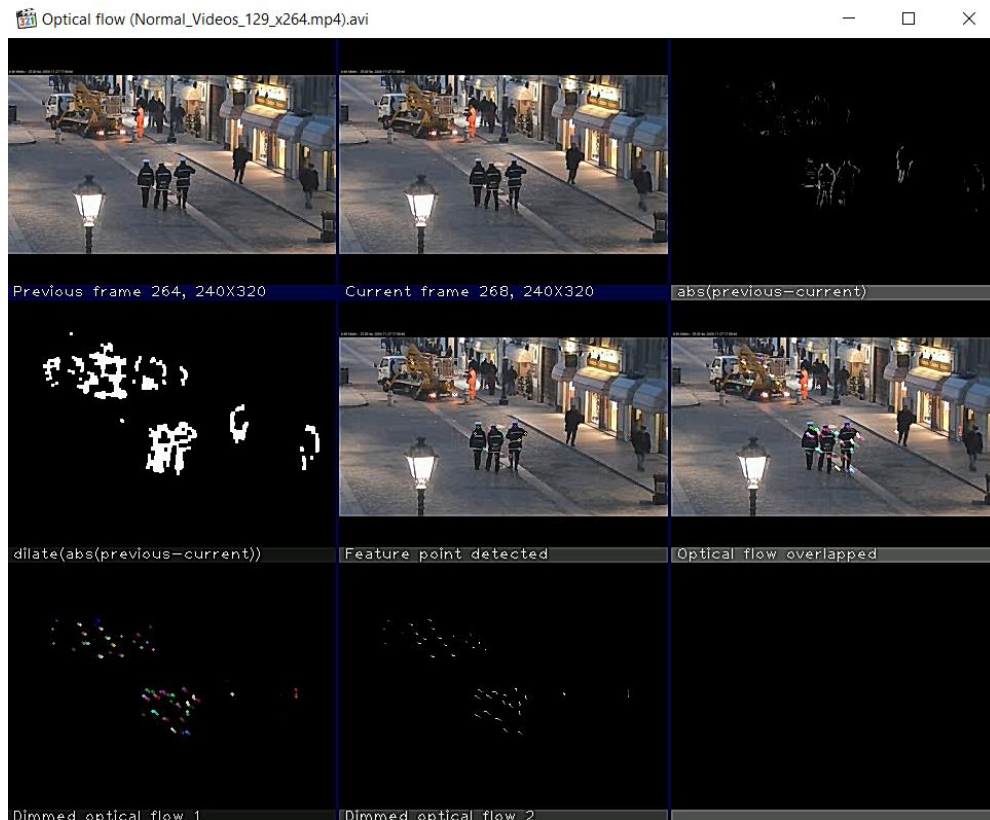 Optical flow (Normal_Videos_129_x264.mp4).avi
Previous frame 264, 240X320
Current frame 268, 240X320
abs(previous-current)
dilate(abs(previous-current))
Feature point detected
Optical flow overlapped
Dimmed optical flow 1
Dimmed optical flow 2